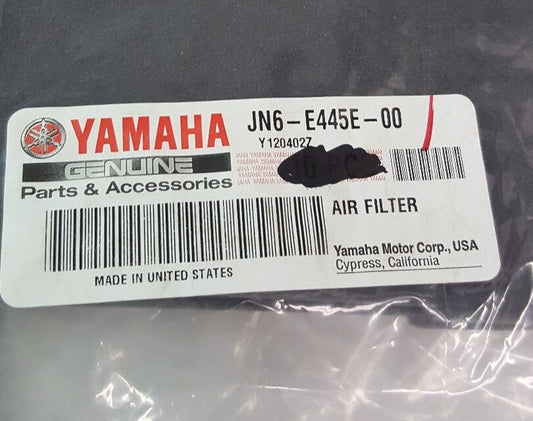 YAMAHA
JN6-E445E-00
Y1204027
GENUINE
Parts & Accessories
AIR FILTER
Yamaha Motor Corp., USA
Cypress, California
MADE IN UNITED STATES